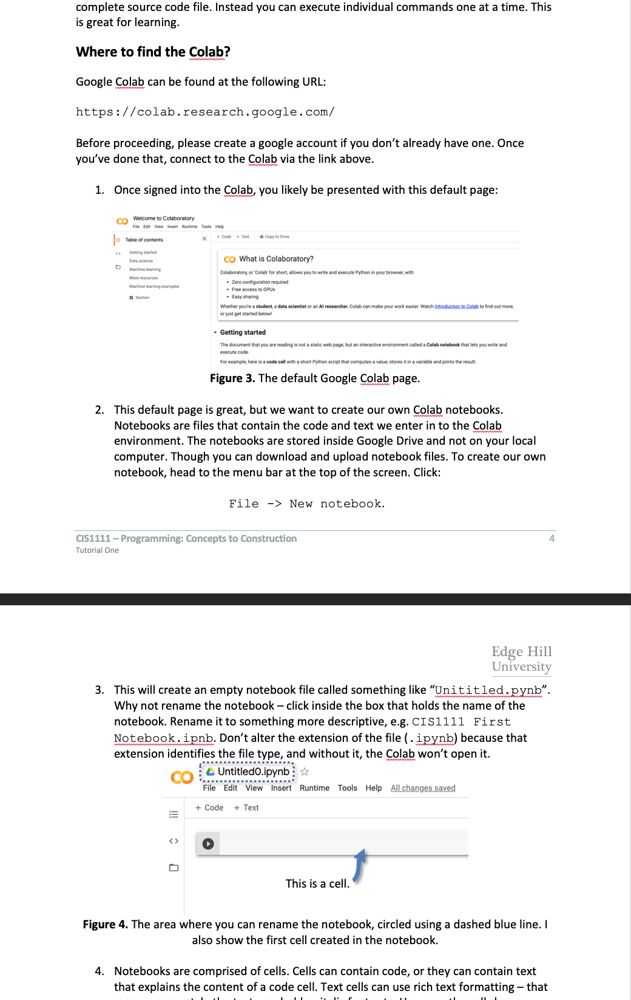 complete source code file. Instead you can execute individual commands one at a time. This
is great for learning.
Where to find the Colab?
Google Colab can be found at the following URL:
https://colab.research.google.com/
Before proceeding, please create a google account if you don’t already have one. Once
you’ve done that, connect to the Colab via the link above.
1. Once signed into the Colab, you likely be presented with this default page:
Welcome to Colaboratory
File Edit View Insert Runtime Tools Help
Table of contents
Getting started
Data science
Machine learning
More resources
Machine learning examples
Section
+ Code + Text Copy to Drive
What is Colaboratory?
Colaboratory, or 'Colab' for short, allows you to write and execute Python in your browser, with
• Zero configuration required
• Free access to GPUs
• Easy sharing
Whether you're a student, a data scientist or an AI researcher, Colab can make your work easier. Watch Introduction to Colab to find out more,
or just get started below!
Getting started
The document that you are reading is not a static web page, but an interactive environment called a Colab notebook that lets you write and
execute code.
For example, here is a code cell with a short Python script that computes a value, stores it in a variable and prints the result:
Figure 3. The default Google Colab page.
2. This default page is great, but we want to create our own Colab notebooks.
Notebooks are files that contain the code and text we enter in to the Colab
environment. The notebooks are stored inside Google Drive and not on your local
computer. Though you can download and upload notebook files. To create our own
notebook, head to the menu bar at the top of the screen. Click:
File -> New notebook.
CIS1111 – Programming: Concepts to Construction 4
Tutorial One
Edge Hill
University
3. This will create an empty notebook file called something like “Unititled.pynb”.
Why not rename the notebook – click inside the box that holds the name of the
notebook. Rename it to something more descriptive, e.g. CIS1111 First
Notebook.ipnb. Don’t alter the extension of the file (.ipynb) because that
extension identifies the file type, and without it, the Colab won’t open it.
Untitled0.ipynb
File Edit View Insert Runtime Tools Help All changes saved
+ Code + Text
This is a cell.
Figure 4. The area where you can rename the notebook, circled using a dashed blue line. I
also show the first cell created in the notebook.
4. Notebooks are comprised of cells. Cells can contain code, or they can contain text
that explains the content of a code cell. Text cells can use rich text formatting – that